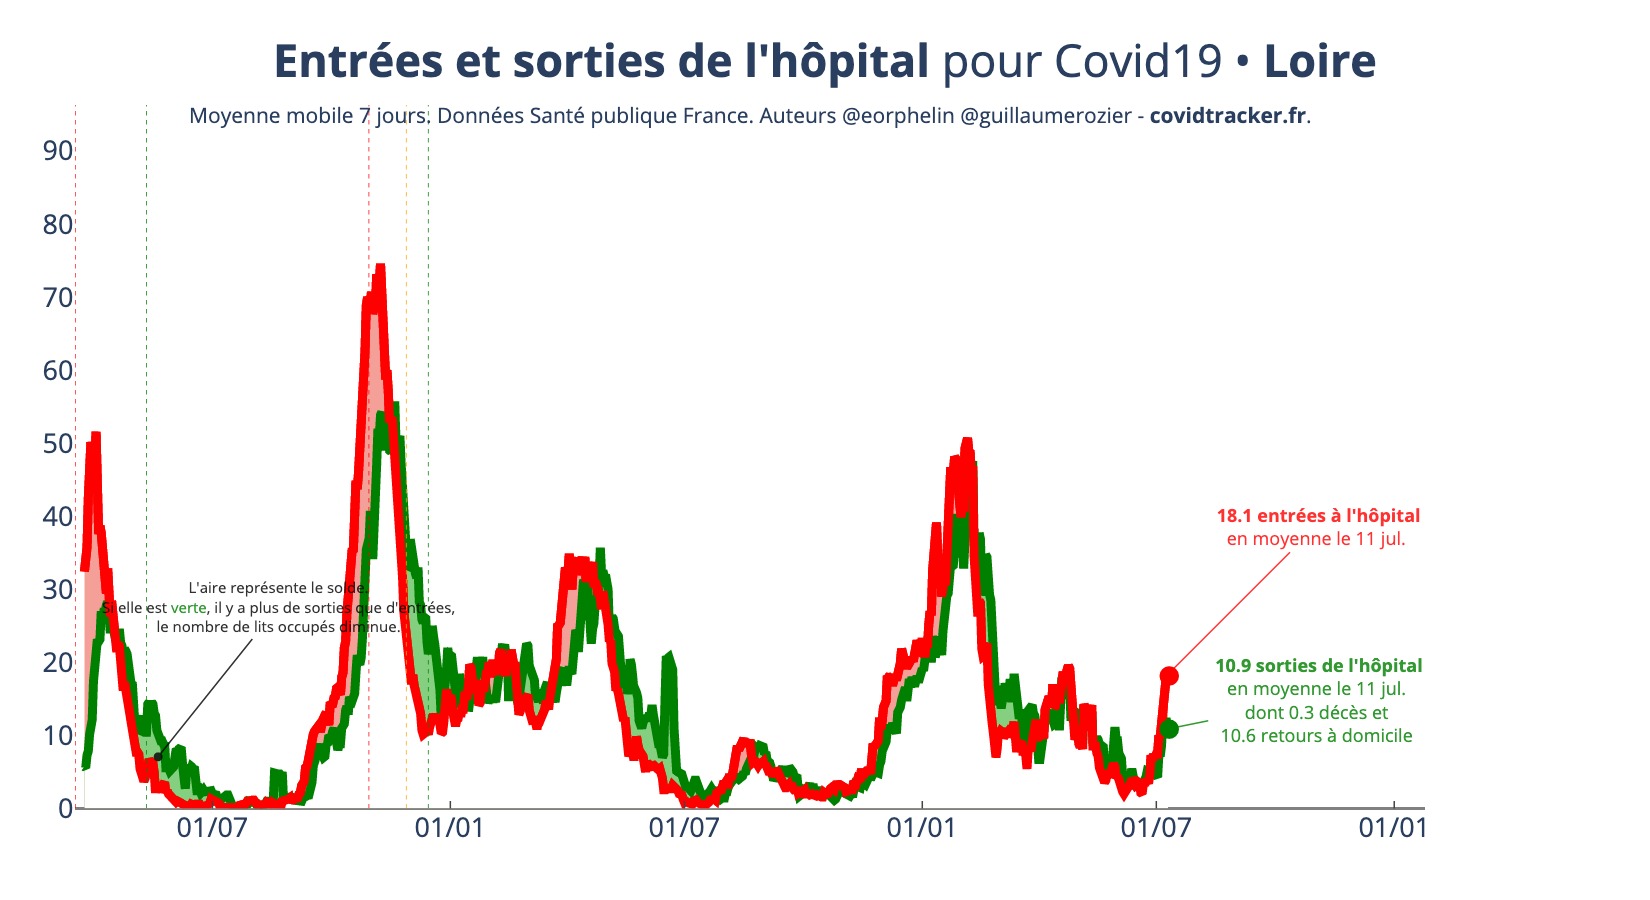 Entrées et sorties de l'hôpital pour Covid19 • Loire
Moyenne mobile 7 jours. Données Santé publique France. Auteurs @eorphelin @guillaumerozier - covidtracker.fr.
90
80
70
60
50
40
30
20
10
0
L'aire représente le solde.
Si elle est verte, il y a plus de sorties que d'entrées,
le nombre de lits occupés diminue.
18.1 entrées à l'hôpital
en moyenne le 11 jul.
10.9 sorties de l'hôpital
en moyenne le 11 jul.
dont 0.3 décès et
10.6 retours à domicile
01/07
01/01
01/07
01/01
01/07
01/01